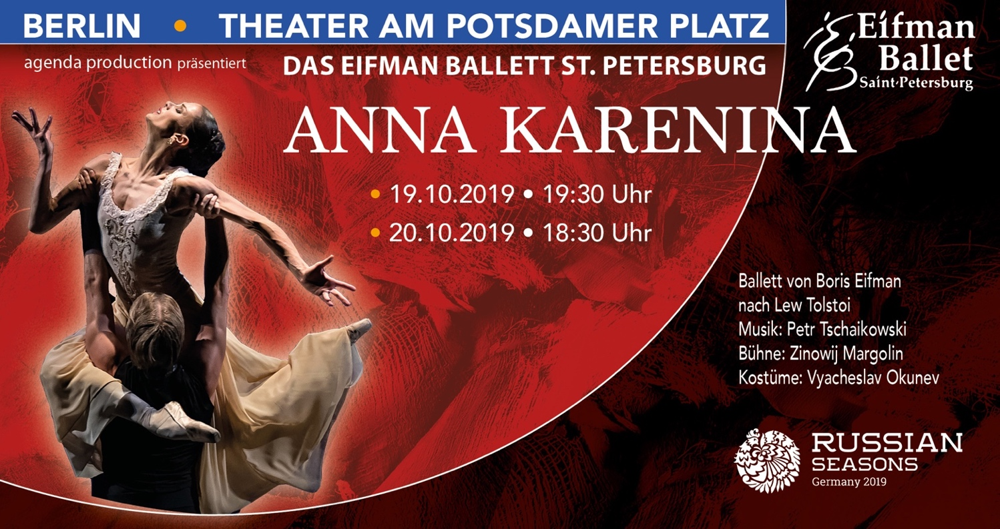 BERLIN • THEATER AM POTSDAMER PLATZ
agenda production präsentiert
DAS EIFMAN BALLETT ST. PETERSBURG
Eifman
Ballet
Saint-Petersburg
ANNA KARENINA
• 19.10.2019 • 19:30 Uhr
• 20.10.2019 • 18:30 Uhr
Ballett von Boris Eifman
nach Lew Tolstoi
Musik: Petr Tschaikowski
Bühne: Zinowij Margolin
Kostüme: Vyacheslav Okunev
RUSSIAN
SEASONS
Germany 2019